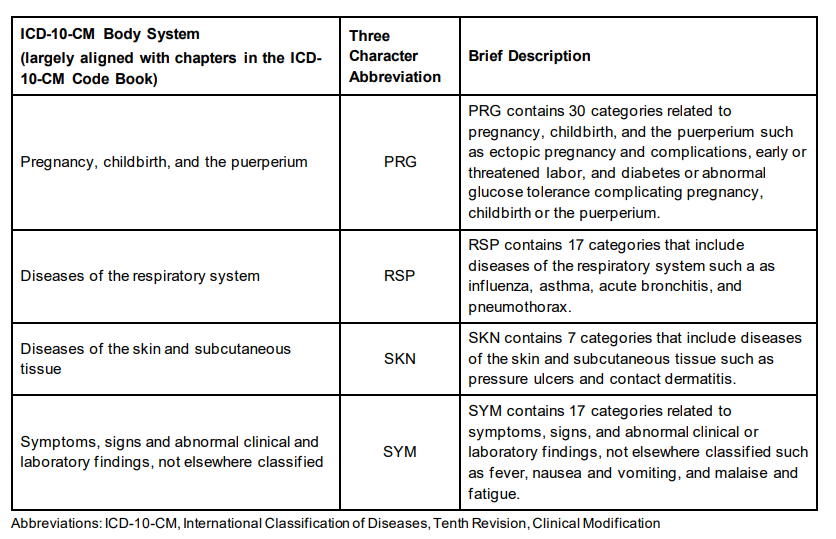 ICD-10-CM Body System
(largely aligned with chapters in the ICD-
10-CM Code Book)
Three
Character
Abbreviation
Brief Description
Pregnancy, childbirth, and the puerperium
PRG
PRG contains 30 categories related to
pregnancy, childbirth, and the puerperium such
as ectopic pregnancy and complications, early or
threatened labor, and diabetes or abnormal
glucose tolerance complicating pregnancy,
childbirth or the puerperium.
Diseases of the respiratory system
RSP
RSP contains 17 categories that include
diseases of the respiratory system such a as
influenza, asthma, acute bronchitis, and
pneumothorax.
Diseases of the skin and subcutaneous
tissue
SKN
SKN contains 7 categories that include diseases
of the skin and subcutaneous tissue such as
pressure ulcers and contact dermatitis.
Symptoms, signs and abnormal clinical and
laboratory findings, not elsewhere classified
SYM
SYM contains 17 categories related to
symptoms, signs, and abnormal clinical or
laboratory findings, not elsewhere classified such
as fever, nausea and vomiting, and malaise and
fatigue.
Abbreviations: ICD-10-CM, International Classification of Diseases, Tenth Revision, Clinical Modification